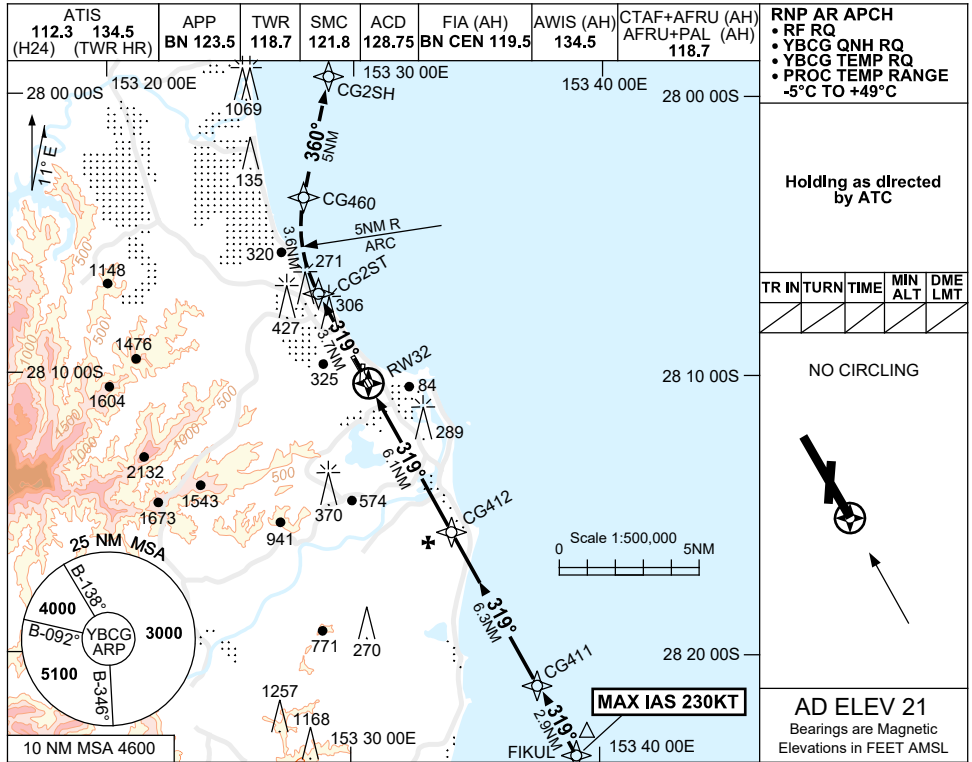 ATIS
112.3 134.5
(H24) (TWR HR)
APP
BN 123.5
TWR
118.7
SMC
121.8
ACD
128.75
FIA (AH)
BN CEN 119.5
AWIS (AH)
134.5
CTAF+AFRU (AH)
AFRU+PAL (AH)
118.7
RNP AR APCH
• RF RQ
• YBCG QNH RQ
• YBCG TEMP RQ
• PROC TEMP RANGE
-5°C TO +49°C
Holding as directed
by ATC
TR IN
TURN
TIME
MIN
ALT
DME
LMT
NO CIRCLING
AD ELEV 21
Bearings are Magnetic
Elevations in FEET AMSL
153 20 00E
153 30 00E
153 40 00E
28 00 00S
28 00 00S
11° E
1069
CG2SH
360°
5NM
135
CG460
5NM R
ARC
3.6NM
320
271
CG2ST
306
427
319°
3.7NM
325
1148
500
1000
500
1476
1604
28 10 00S
28 10 00S
RW32
84
289
319°
6.1NM
1500
1000
1000
500
500
2132
1543
1673
941
370
574
CG412
Scale 1:500,000
0
5NM
319°
6.3NM
25 NM MSA
B-138°
4000
B-092°
YBCG
ARP
3000
5100
B-346°
10 NM MSA 4600
771
270
28 20 00S
CG411
MAX IAS 230KT
319°
2.9NM
FIKUL
1257
1168
153 30 00E
153 40 00E